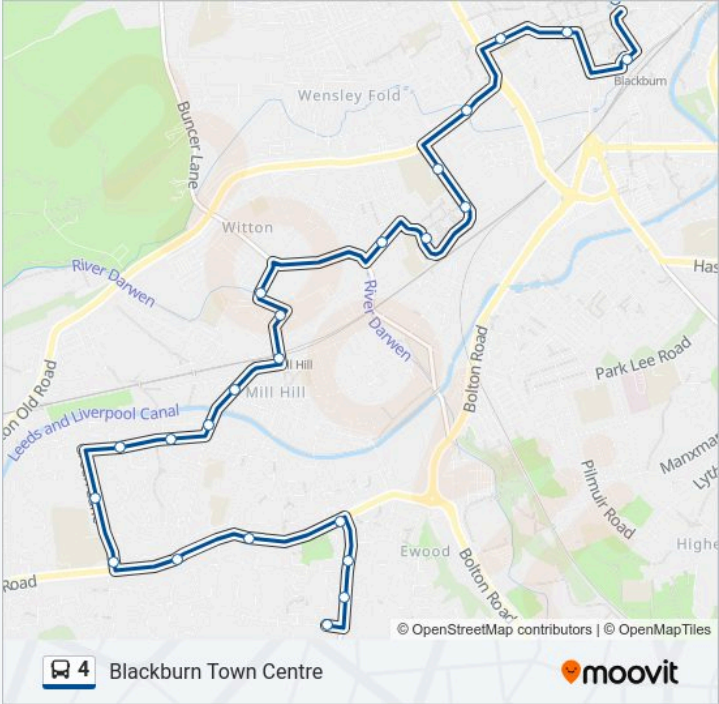 Blackburn
Wensley Fold
Buncer Lane
Witton
River Darwen
Has
River Darwen
Bolton Road
Park Lee Road
ll Hill
Mill Hill
on Old Road
Leeds and Liverpool Canal
Manxma
Lyt
Pilmuir Road
Highe
Ewood
Bolton Road
Road
© OpenStreetMap contributors | © OpenMapTiles
4 Blackburn Town Centre
moovit